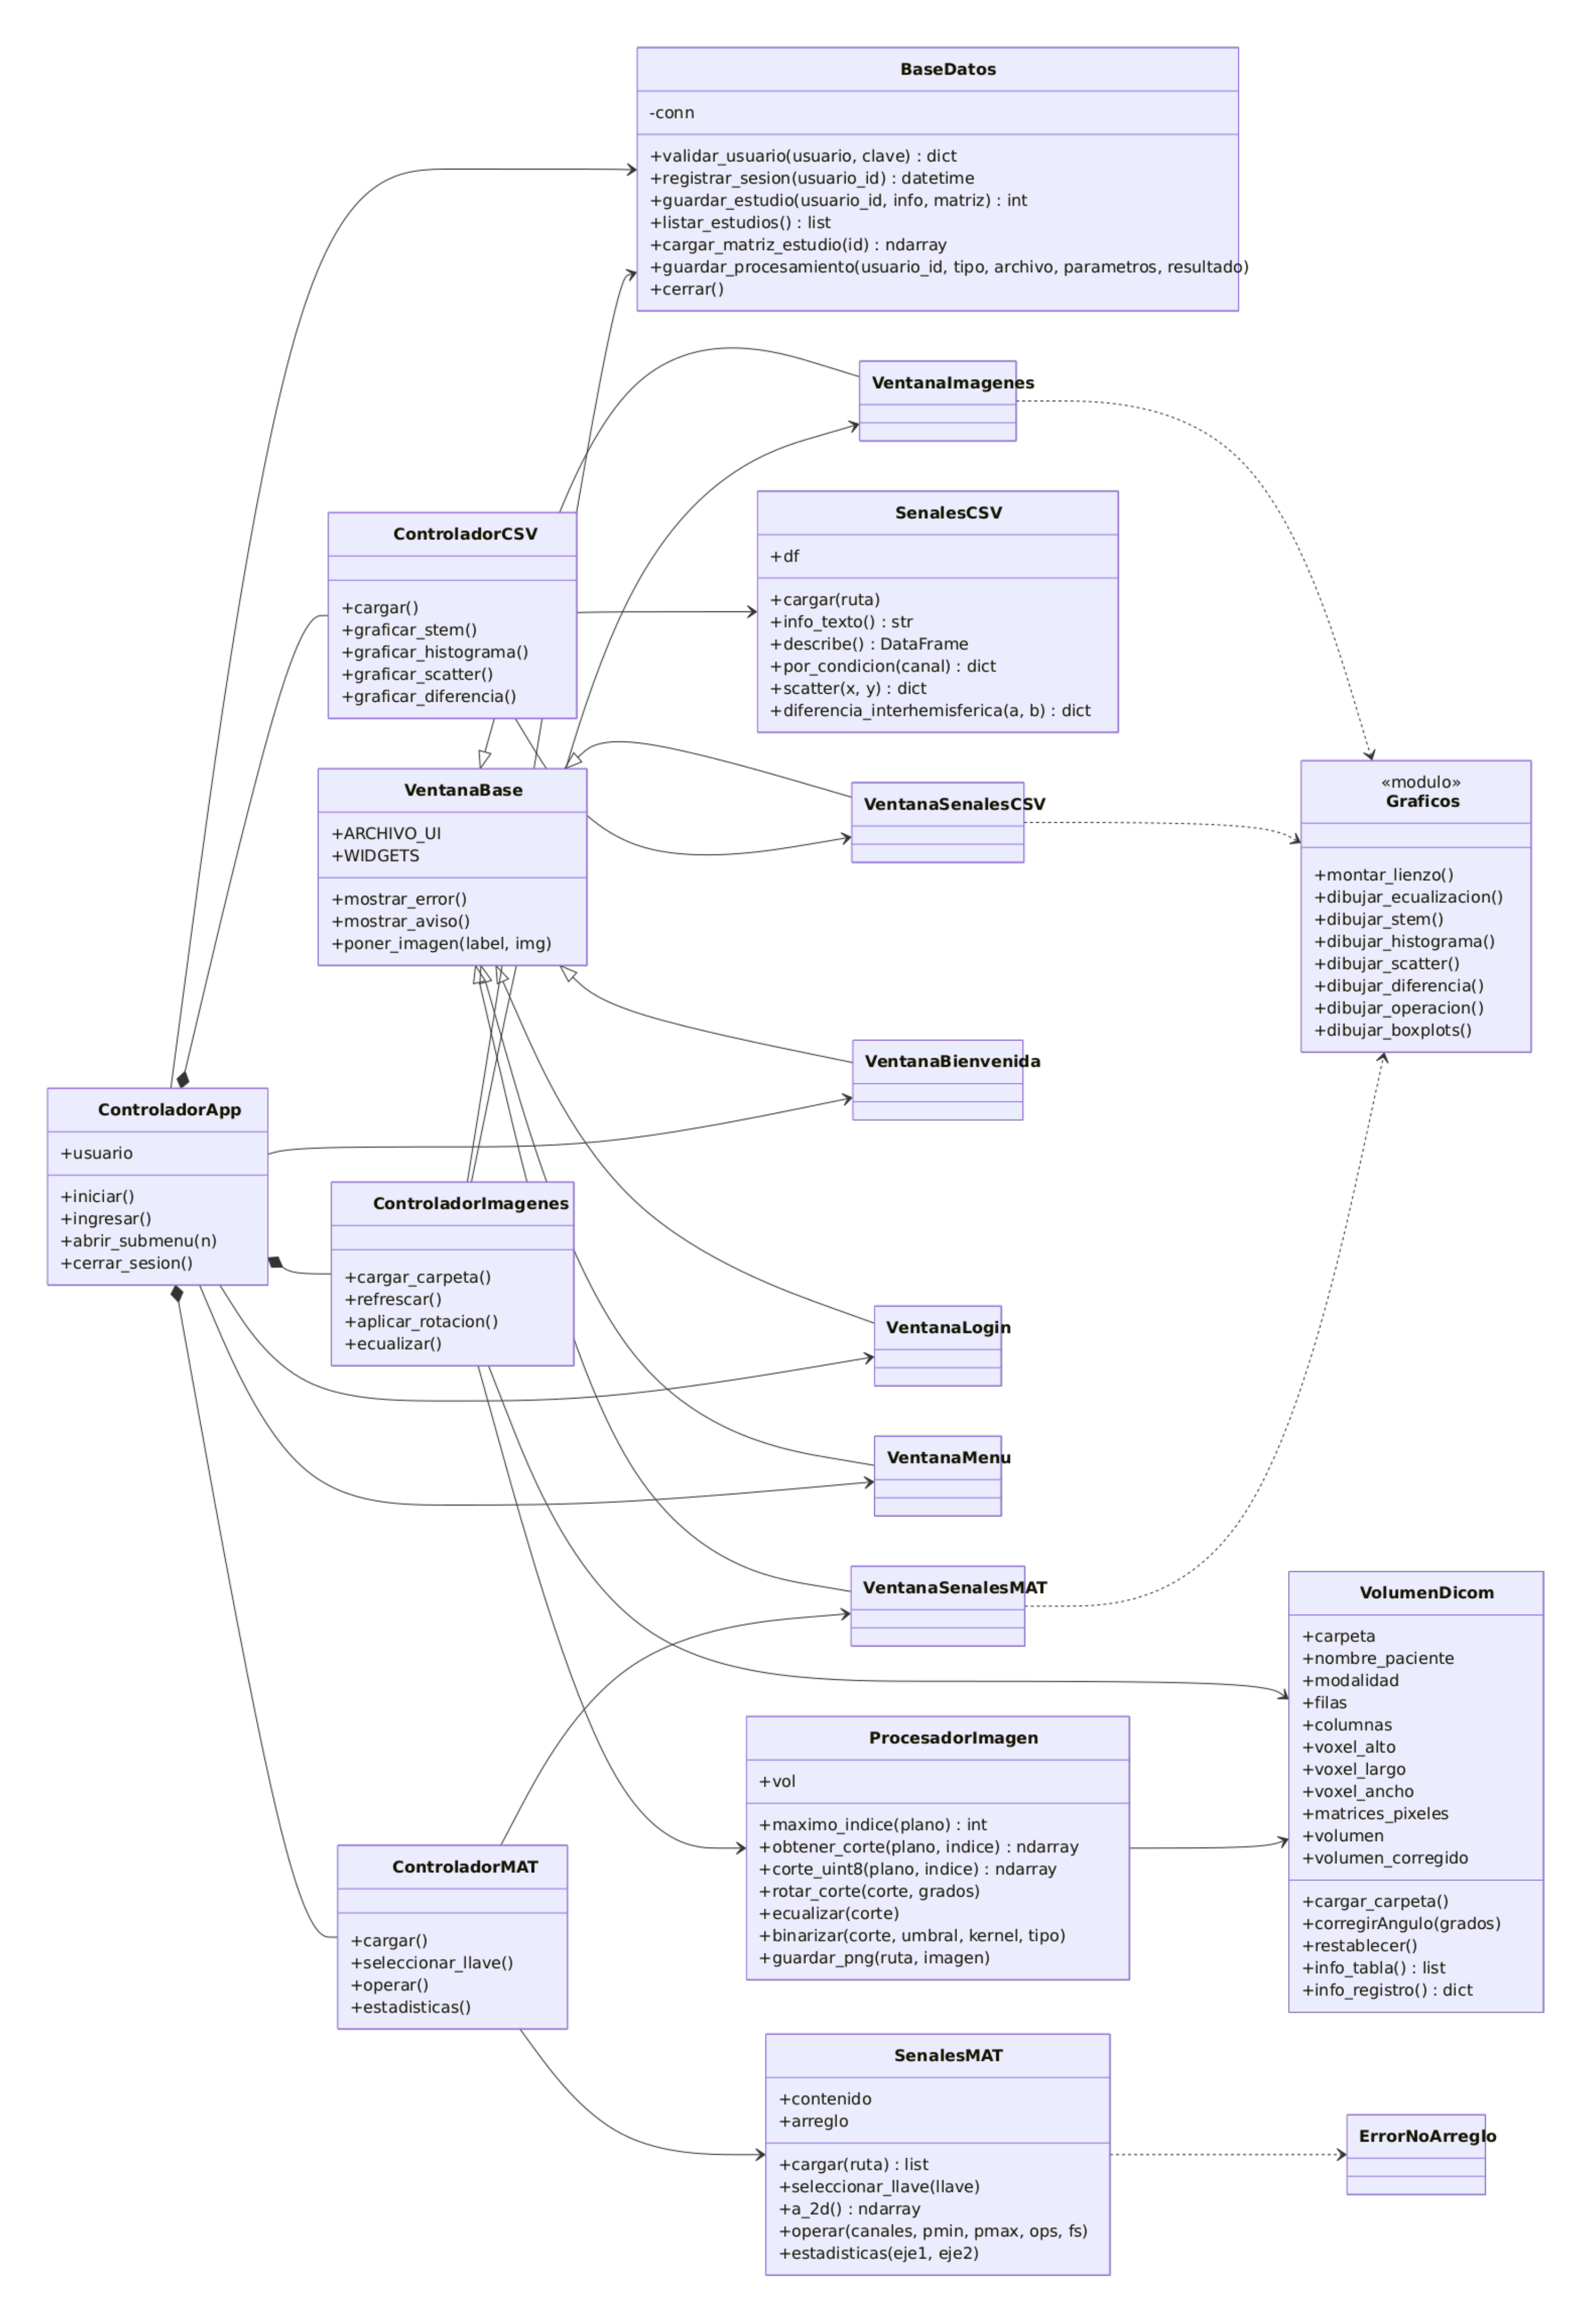 BaseDatos
-conn
+validar_usuario(usuario, clave) : dict
+registrar_sesion(usuario_id) : datetime
+guardar_estudio(usuario_id, info, matriz) : int
+listar_estudios() : list
+cargar_matriz_estudio(id) : ndarray
+guardar_procesamiento(usuario_id, tipo, archivo, parametros, resultado)
+cerrar()
VentanaImagenes
SenalesCSV
+df
+cargar(ruta)
+info_texto() : str
+describe() : DataFrame
+por_condicion(canal) : dict
+scatter(x, y) : dict
+diferencia_interhemisferica(a, b) : dict
ControladorCSV
+cargar()
+graficar_stem()
+graficar_histograma()
+graficar_scatter()
+graficar_diferencia()
VentanaBase
+ARCHIVO_UI
+WIDGETS
+mostrar_error()
+mostrar_aviso()
+poner_imagen(label, img)
VentanaSenalesCSV
«modulo»
Graficos
+montar_lienzo()
+dibujar_ecualizacion()
+dibujar_stem()
+dibujar_histograma()
+dibujar_scatter()
+dibujar_diferencia()
+dibujar_operacion()
+dibujar_boxplots()
VentanaBienvenida
ControladorApp
+usuario
+iniciar()
+ingresar()
+abrir_submenu(n)
+cerrar_sesion()
ControladorImagenes
+cargar_carpeta()
+refrescar()
+aplicar_rotacion()
+ecualizar()
VentanaLogin
VentanaMenu
VentanaSenalesMAT
VolumenDicom
+carpeta
+nombre_paciente
+modalidad
+filas
+columnas
+voxel_alto
+voxel_largo
+voxel_ancho
+matrices_pixeles
+volumen
+volumen_corregido
+cargar_carpeta()
+corregirAngulo(grados)
+restablecer()
+info_tabla() : list
+info_registro() : dict
ProcesadorImagen
+vol
+maximo_indice(plano) : int
+obtener_corte(plano, indice) : ndarray
+corte_uint8(plano, indice) : ndarray
+rotar_corte(corte, grados)
+ecualizar(corte)
+binarizar(corte, umbral, kernel, tipo)
+guardar_png(ruta, imagen)
ControladorMAT
+cargar()
+seleccionar_llave()
+operar()
+estadisticas()
SenalesMAT
+contenido
+arreglo
+cargar(ruta) : list
+seleccionar_llave(llave)
+a_2d() : ndarray
+operar(canales, pmin, pmax, ops, fs)
+estadisticas(eje1, eje2)
ErrorNoArreglo